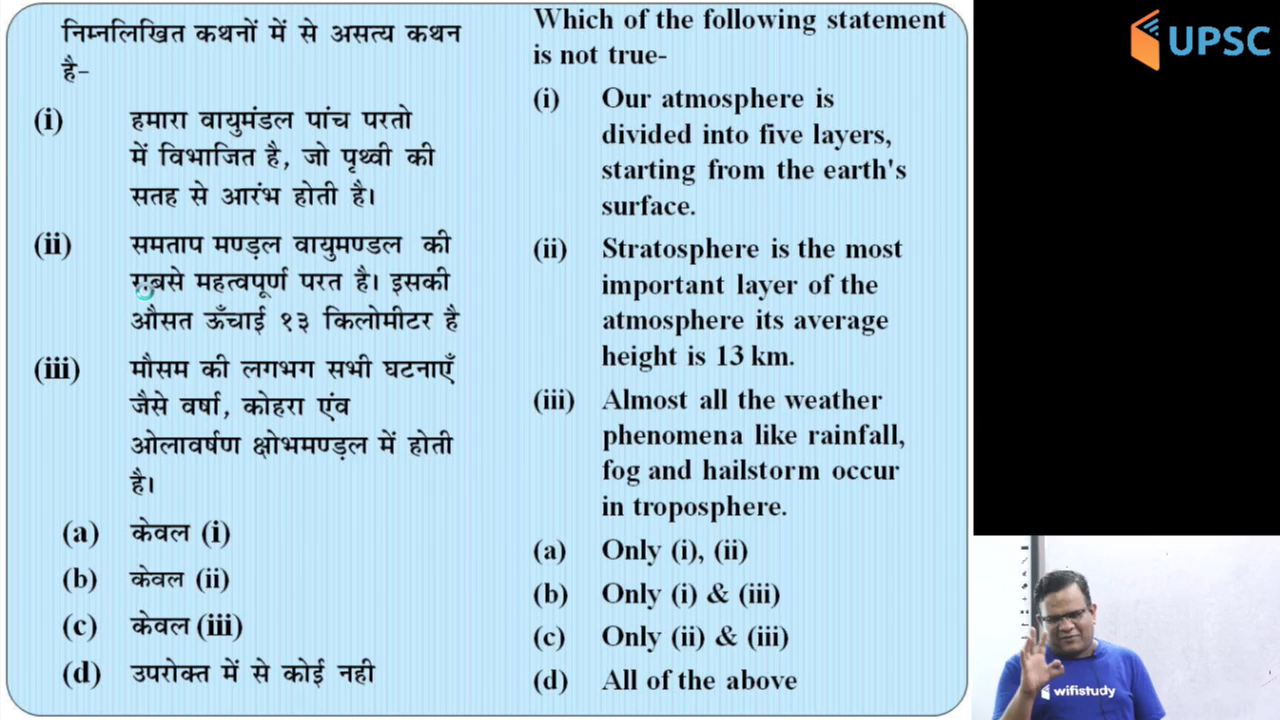 निम्नलिखित कथनों में से असत्य कथन
है-
(i) हमारा वायुमंडल पांच परतो
में विभाजित है, जो पृथ्वी की
सतह से आरंभ होती है।
(ii) समताप मण्ड़ल वायुमण्डल की
सबसे महत्वपूर्ण परत है। इसकी
औसत ऊँचाई १३ किलोमीटर है
(iii) मौसम की लगभग सभी घटनाएँ
जैसे वर्षा, कोहरा एंव
ओलावर्षण क्षोभमण्ड़ल में होती
है।
(a) केवल (i)
(b) केवल (ii)
(c) केवल (iii)
(d) उपरोक्त में से कोई नही
Which of the following statement
is not true-
(i) Our atmosphere is
divided into five layers,
starting from the earth's
surface.
(ii) Stratosphere is the most
important layer of the
atmosphere its average
height is 13 km.
(iii) Almost all the weather
phenomena like rainfall,
fog and hailstorm occur
in troposphere.
(a) Only (i), (ii)
(b) Only (i) & (iii)
(c) Only (ii) & (iii)
(d) All of the above
UPSC
wifistudy